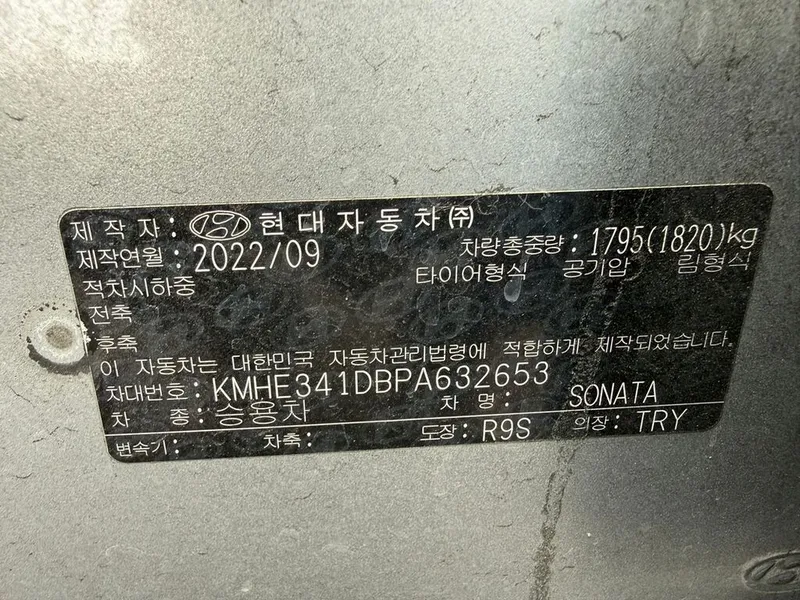 제작자: 현대자동차㈜
제작연월: 2022/09 차량총중량: 1795(1820)kg
적차시하중 타이어형식 공기압 림형식
전축
후축
이 자동차는 대한민국 자동차관리법령에 적합하게 제작되었습니다.
차대번호: KMHE341DBPA632653
차 종: 승용차 차 명: SONATA
변속기: 차축: 도장: R9S 의장: TRY